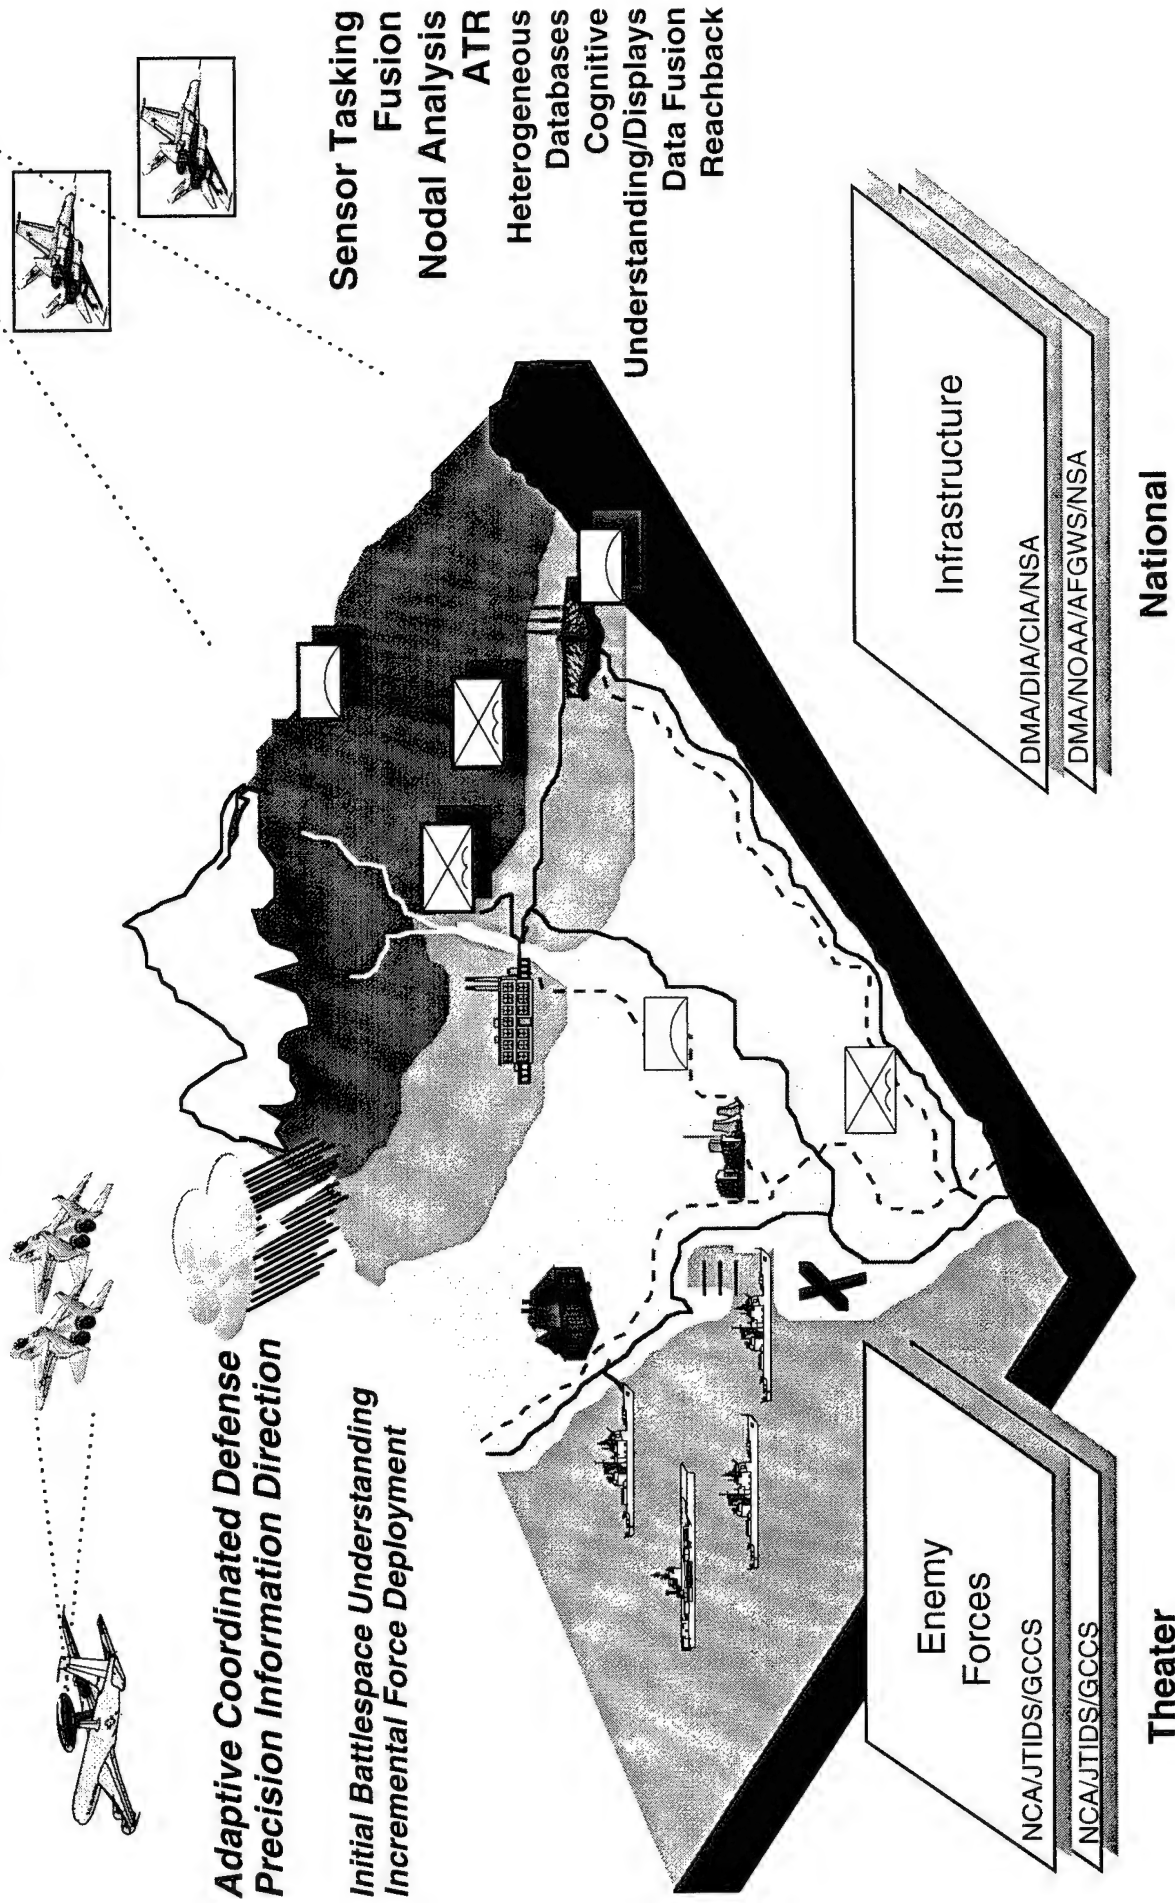 Adaptive Coordinated Defense
Precision Information Direction
Initial Battlespace Understanding
Incremental Force Deployment
Sensor Tasking
Fusion
Nodal Analysis
ATR
Heterogeneous
Databases
Cognitive
Understanding/Displays
Data Fusion
Reachback
Enemy
Forces
NCA/JTIDS/GCCS
NCA/JTIDS/GCCS
Theater
Infrastructure
DMA/DIA/CIA/NSA
DMA/NOAA/AFGWS/NSA
National